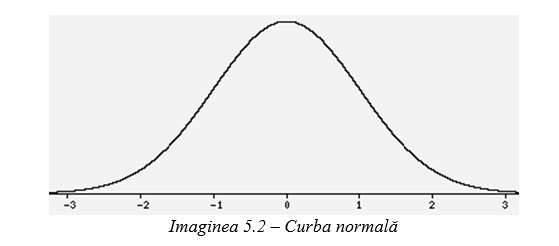 -3 -2 -1 0 1 2 3
Imaginea 5.2 – Curba normală